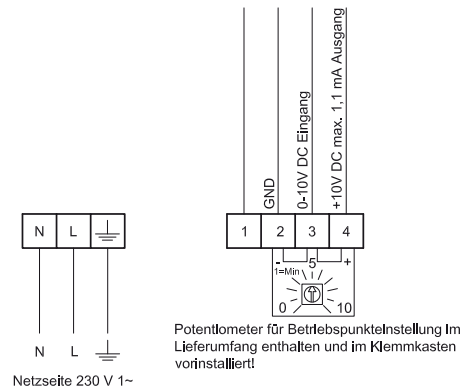 GND
0-10V DC Eingang
+10V DC max. 1,1 mA Ausgang
N L
1 2 3 4
- 5 +
1=Min
0 10
N L
Netzseite 230 V 1~
Potentiometer für Betriebspunkteinstellung im
Lieferumfang enthalten und im Klemmkasten
vorinstalliert!